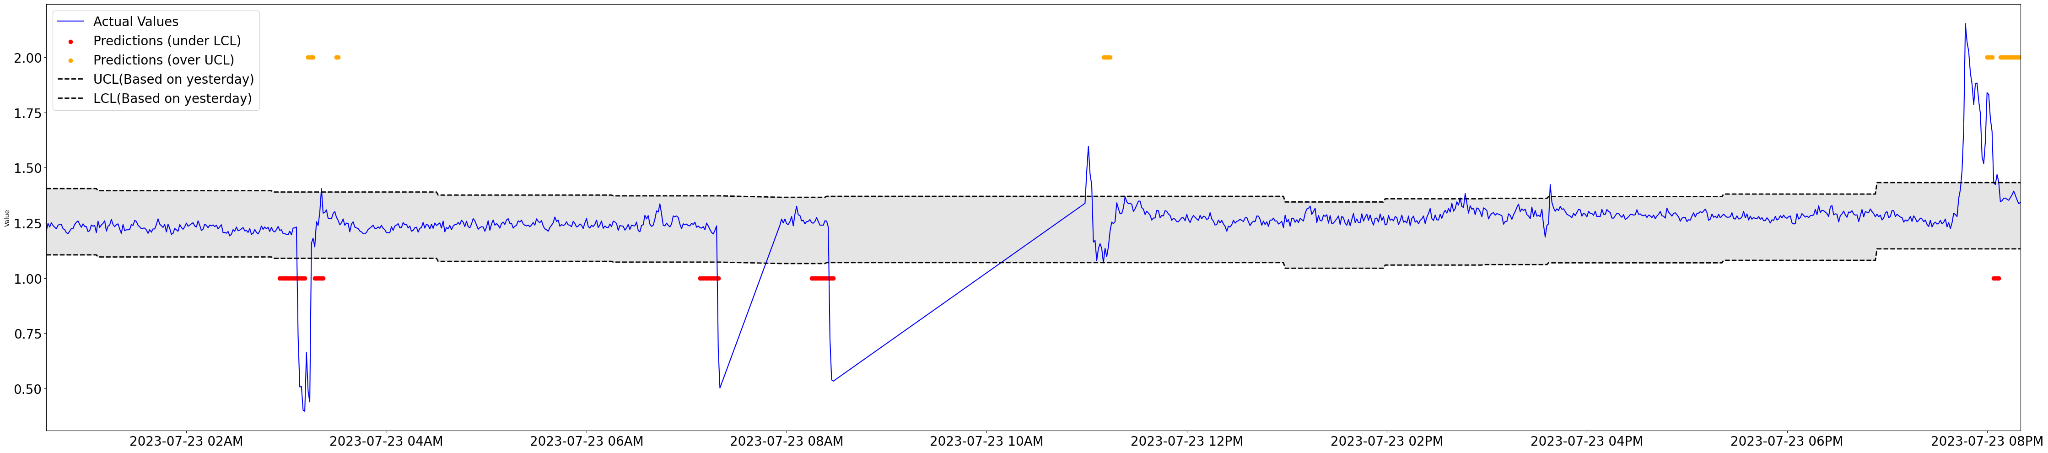 Actual Values
Predictions (under LCL)
Predictions (over UCL)
UCL(Based on yesterday)
LCL(Based on yesterday)
2.00
1.75
1.50
1.25
1.00
0.75
0.50
value
2023-07-23 02AM 2023-07-23 04AM 2023-07-23 06AM 2023-07-23 08AM 2023-07-23 10AM 2023-07-23 12PM 2023-07-23 02PM 2023-07-23 04PM 2023-07-23 06PM 2023-07-23 08PM